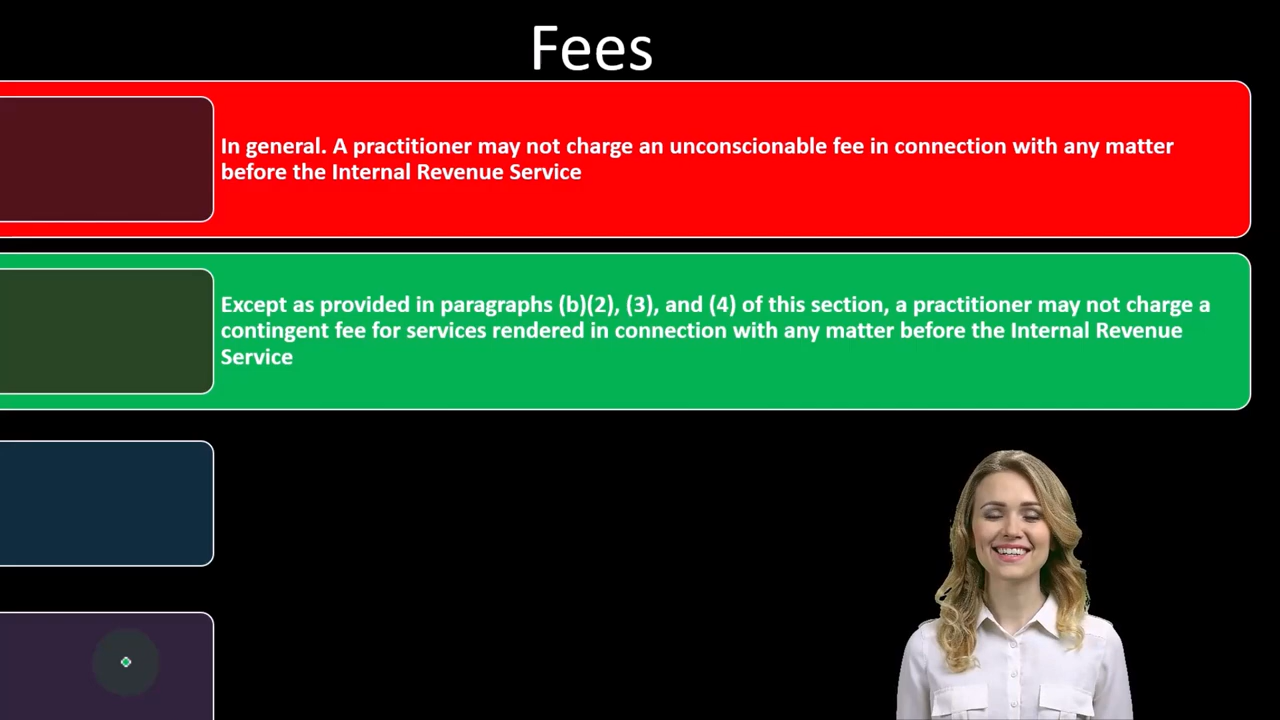 Fees
In general. A practitioner may not charge an unconscionable fee in connection with any matter
before the Internal Revenue Service
Except as provided in paragraphs (b)(2), (3), and (4) of this section, a practitioner may not charge a
contingent fee for services rendered in connection with any matter before the Internal Revenue
Service